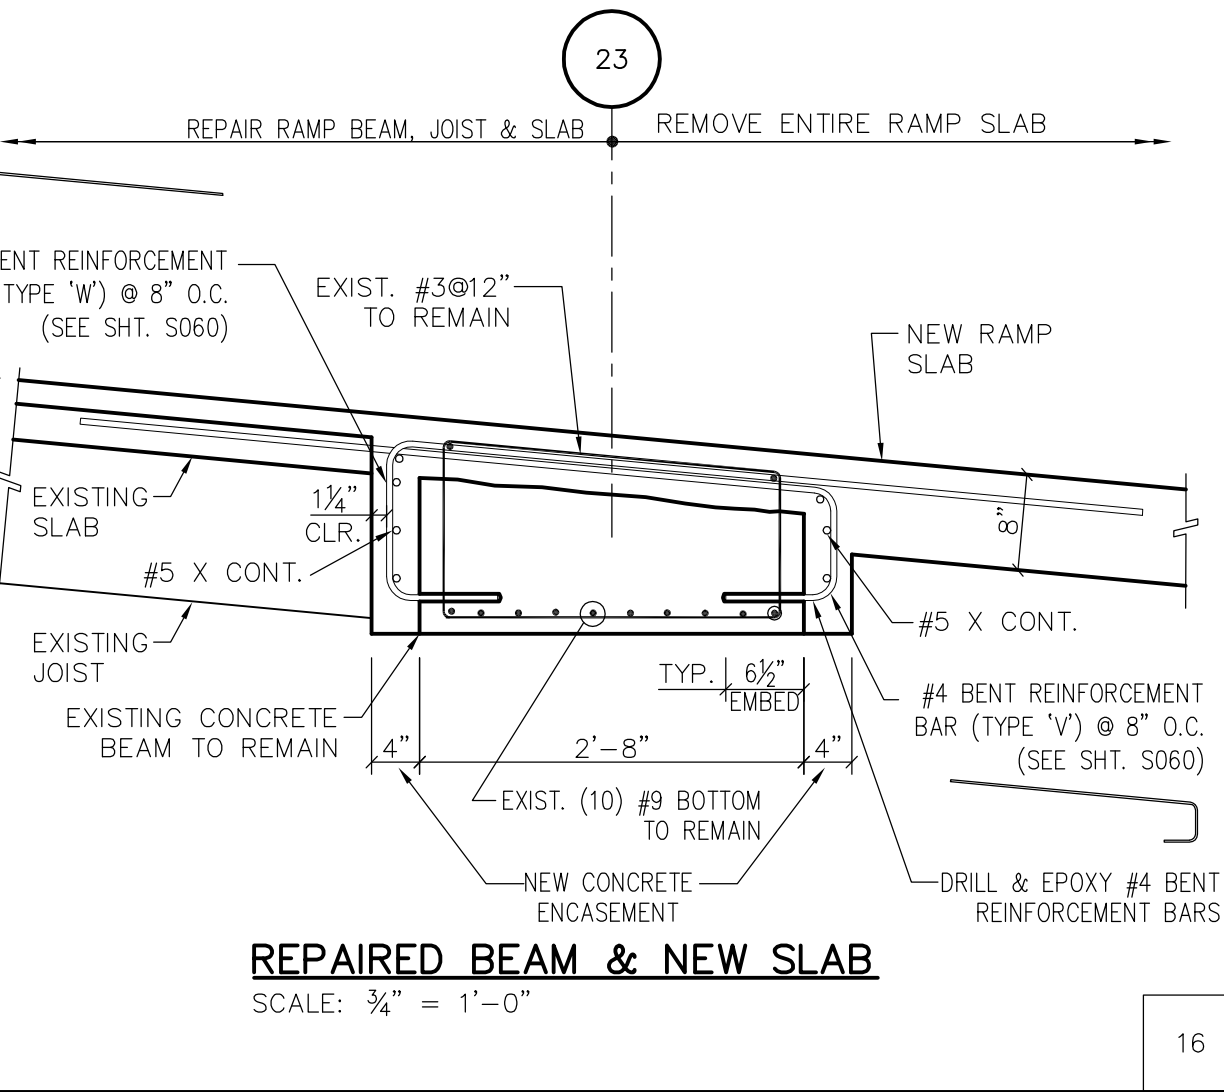 23
REPAIR RAMP BEAM, JOIST & SLAB
REMOVE ENTIRE RAMP SLAB
ENT REINFORCEMENT
TYPE 'W') @ 8" O.C.
(SEE SHT. S060)
EXIST. #3@12"
TO REMAIN
NEW RAMP
SLAB
EXISTING
SLAB
1¼"
CLR.
8"
#5 X CONT.
#5 X CONT.
EXISTING
JOIST
TYP.
6½"
EMBED
#4 BENT REINFORCEMENT
BAR (TYPE 'V') @ 8" O.C.
(SEE SHT. S060)
EXISTING CONCRETE
BEAM TO REMAIN
4"
2'-8"
4"
EXIST. (10) #9 BOTTOM
TO REMAIN
NEW CONCRETE
ENCASEMENT
DRILL & EPOXY #4 BENT
REINFORCEMENT BARS
REPAIRED BEAM & NEW SLAB
SCALE: ¾" = 1'-0"
16